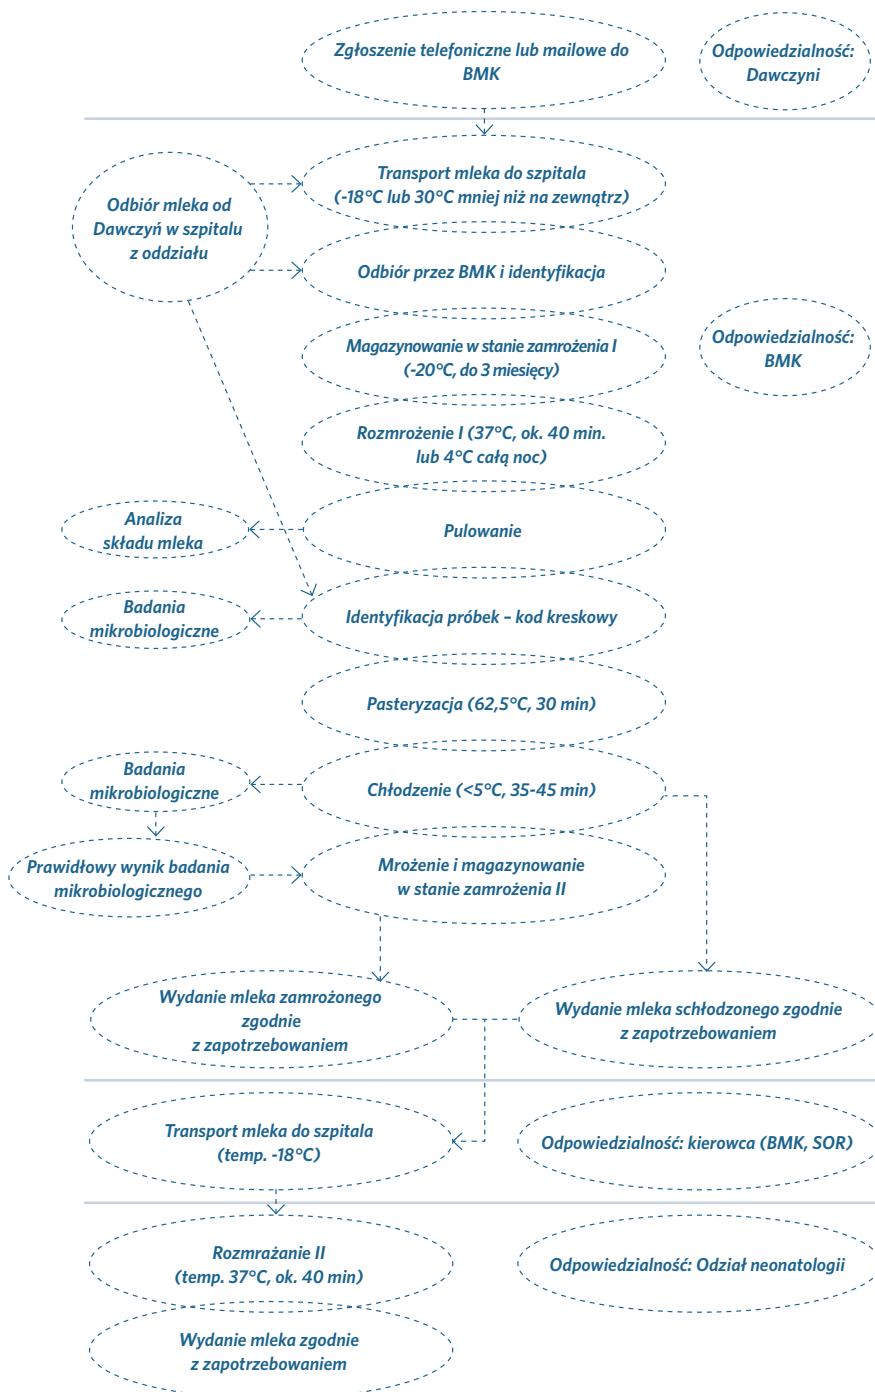 Zgłoszenie telefoniczne lub mailowe do
BMK
Odpowiedzialność:
Dawczyni
Odbiór mleka od
Dawczyń w szpitalu
z oddziału
Transport mleka do szpitala
(-18°C lub 30°C mniej niż na zewnątrz)
Odbiór przez BMK i identyfikacja
Magazynowanie w stanie zamrożenia I
(-20°C, do 3 miesięcy)
Odpowiedzialność:
BMK
Rozmrożenie I (37°C, ok. 40 min.
lub 4°C całą noc)
Analiza
składu mleka
Pulowanie
Badania
mikrobiologiczne
Identyfikacja próbek – kod kreskowy
Pasteryzacja (62,5°C, 30 min)
Badania
mikrobiologiczne
Chłodzenie (<5°C, 35-45 min)
Prawidłowy wynik badania
mikrobiologicznego
Mrożenie i magazynowanie
w stanie zamrożenia II
Wydanie mleka zamrożonego
zgodnie
z zapotrzebowaniem
Wydanie mleka schłodzonego zgodnie
z zapotrzebowaniem
Transport mleka do szpitala
(temp. -18°C)
Odpowiedzialność: kierowca (BMK, SOR)
Rozmrażanie II
(temp. 37°C, ok. 40 min)
Odpowiedzialność: Odział neonatologii
Wydanie mleka zgodnie
z zapotrzebowaniem